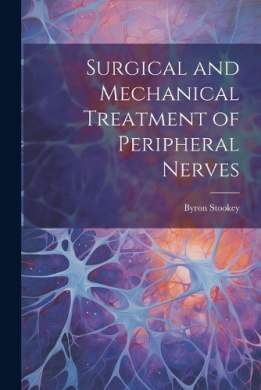 Surgical and
Mechanical
Treatment of
Peripheral
Nerves
Byron Stookey